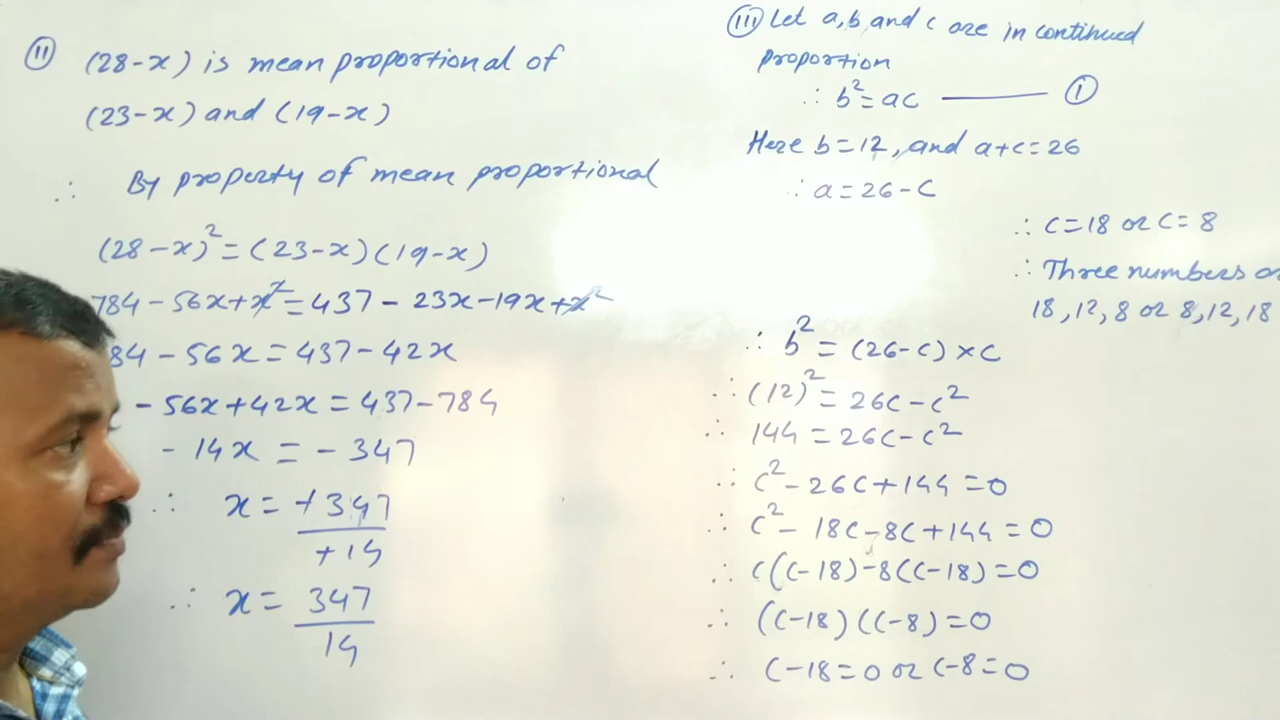 (II) (28-x) is mean proportional of
(23-x) and (19-x)
∴ By property of mean proportional
(28-x)²=(23-x)(19-x)
784-56x+x²=437-23x-19x+x²
84-56x=437-42x
-56x+42x=437-784
-14x=-347
∴ x=+347/+14
∴ x=347/14
(III) Let a,b and c are in continued
proportion
∴ b²=ac ——— (1)
Here b=12, and a+c=26
∴ a=26-c
∴ c=18 or c=8
∴ Three numbers a
18,12,8 or 8,12,18
∴ b²=(26-c)×c
∴ (12)²=26c-c²
∴ 144=26c-c²
∴ c²-26c+144=0
∴ c²-18c-8c+144=0
∴ c(c-18)-8(c-18)=0
∴ (c-18)(c-8)=0
∴ c-18=0 or c-8=0